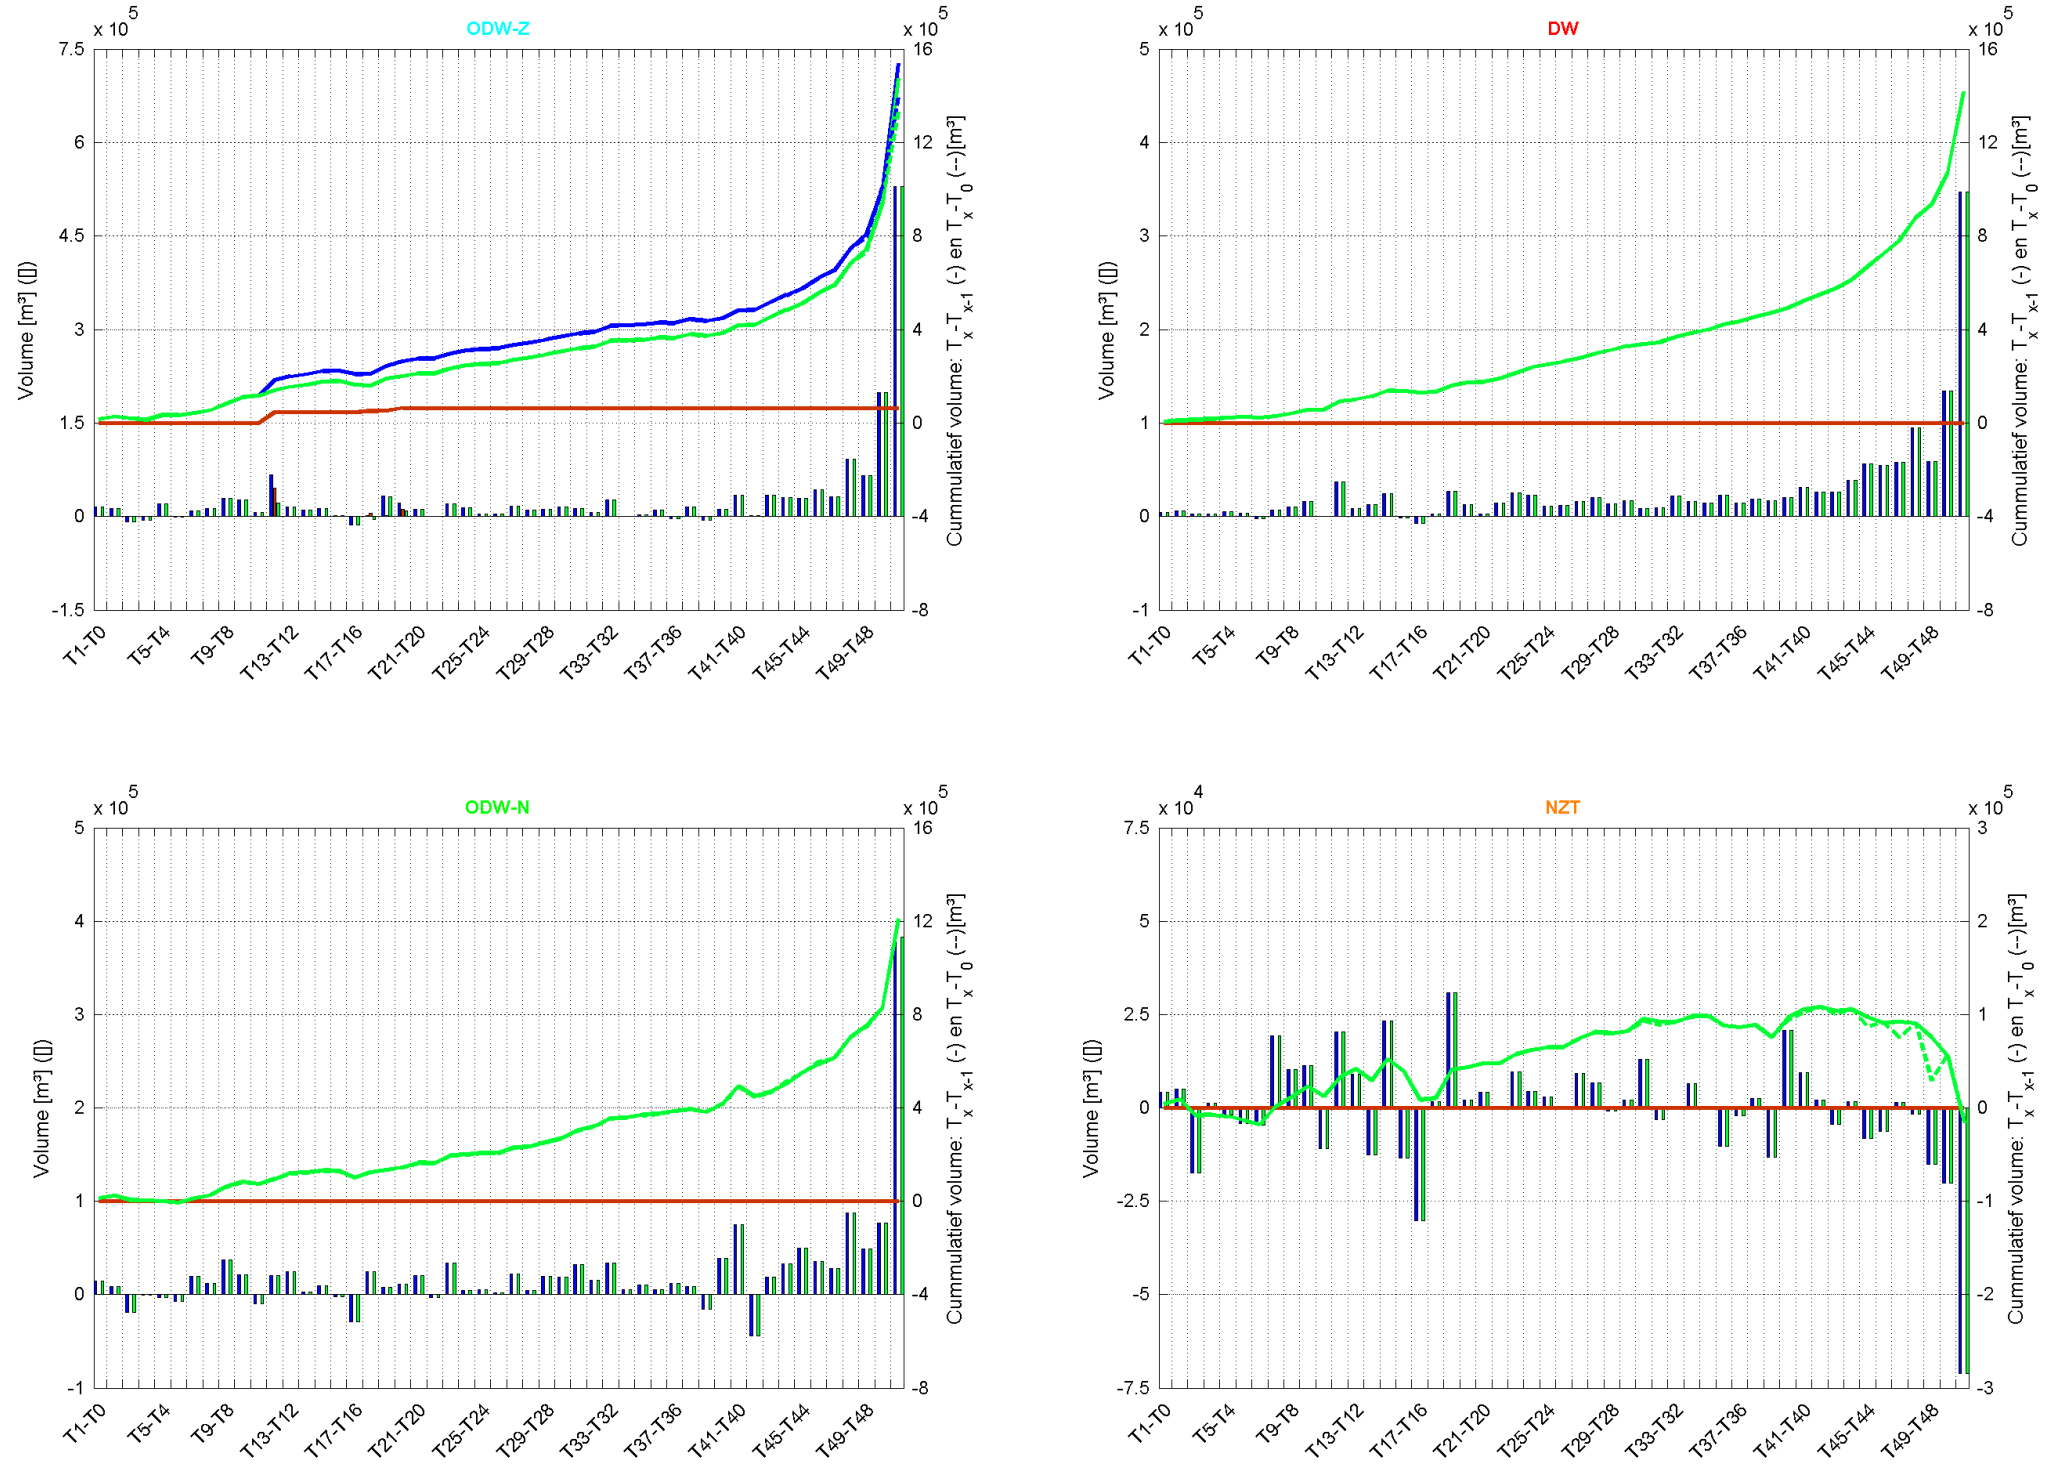 x 10^5
ODW-Z
x 10^5
7.5
6
4.5
3
1.5
0
-1.5
Volume [m³] ([])
16
12
8
4
0
-4
-8
Cummulatief volume: T_x-T_x-1 (-) en T_x-T_0 (--)[m³]
T1-T0
T5-T4
T9-T8
T13-T12
T17-T16
T21-T20
T25-T24
T29-T28
T33-T32
T37-T36
T41-T40
T45-T44
T49-T48
x 10^5
DW
x 10^5
5
4
3
2
1
0
-1
Volume [m³] ([])
16
12
8
4
0
-4
-8
Cummulatief volume: T_x-T_x-1 (-) en T_x-T_0 (--)[m³]
T1-T0
T5-T4
T9-T8
T13-T12
T17-T16
T21-T20
T25-T24
T29-T28
T33-T32
T37-T36
T41-T40
T45-T44
T49-T48
x 10^5
ODW-N
x 10^5
5
4
3
2
1
0
-1
Volume [m³] ([])
16
12
8
4
0
-4
-8
Cummulatief volume: T_x-T_x-1 (-) en T_x-T_0 (--)[m³]
T1-T0
T5-T4
T9-T8
T13-T12
T17-T16
T21-T20
T25-T24
T29-T28
T33-T32
T37-T36
T41-T40
T45-T44
T49-T48
x 10^4
NZT
x 10^5
7.5
5
2.5
0
-2.5
-5
-7.5
Volume [m³] ([])
3
2
1
0
-1
-2
-3
Cummulatief volume: T_x-T_x-1 (-) en T_x-T_0 (--)[m³]
T1-T0
T5-T4
T9-T8
T13-T12
T17-T16
T21-T20
T25-T24
T29-T28
T33-T32
T37-T36
T41-T40
T45-T44
T49-T48